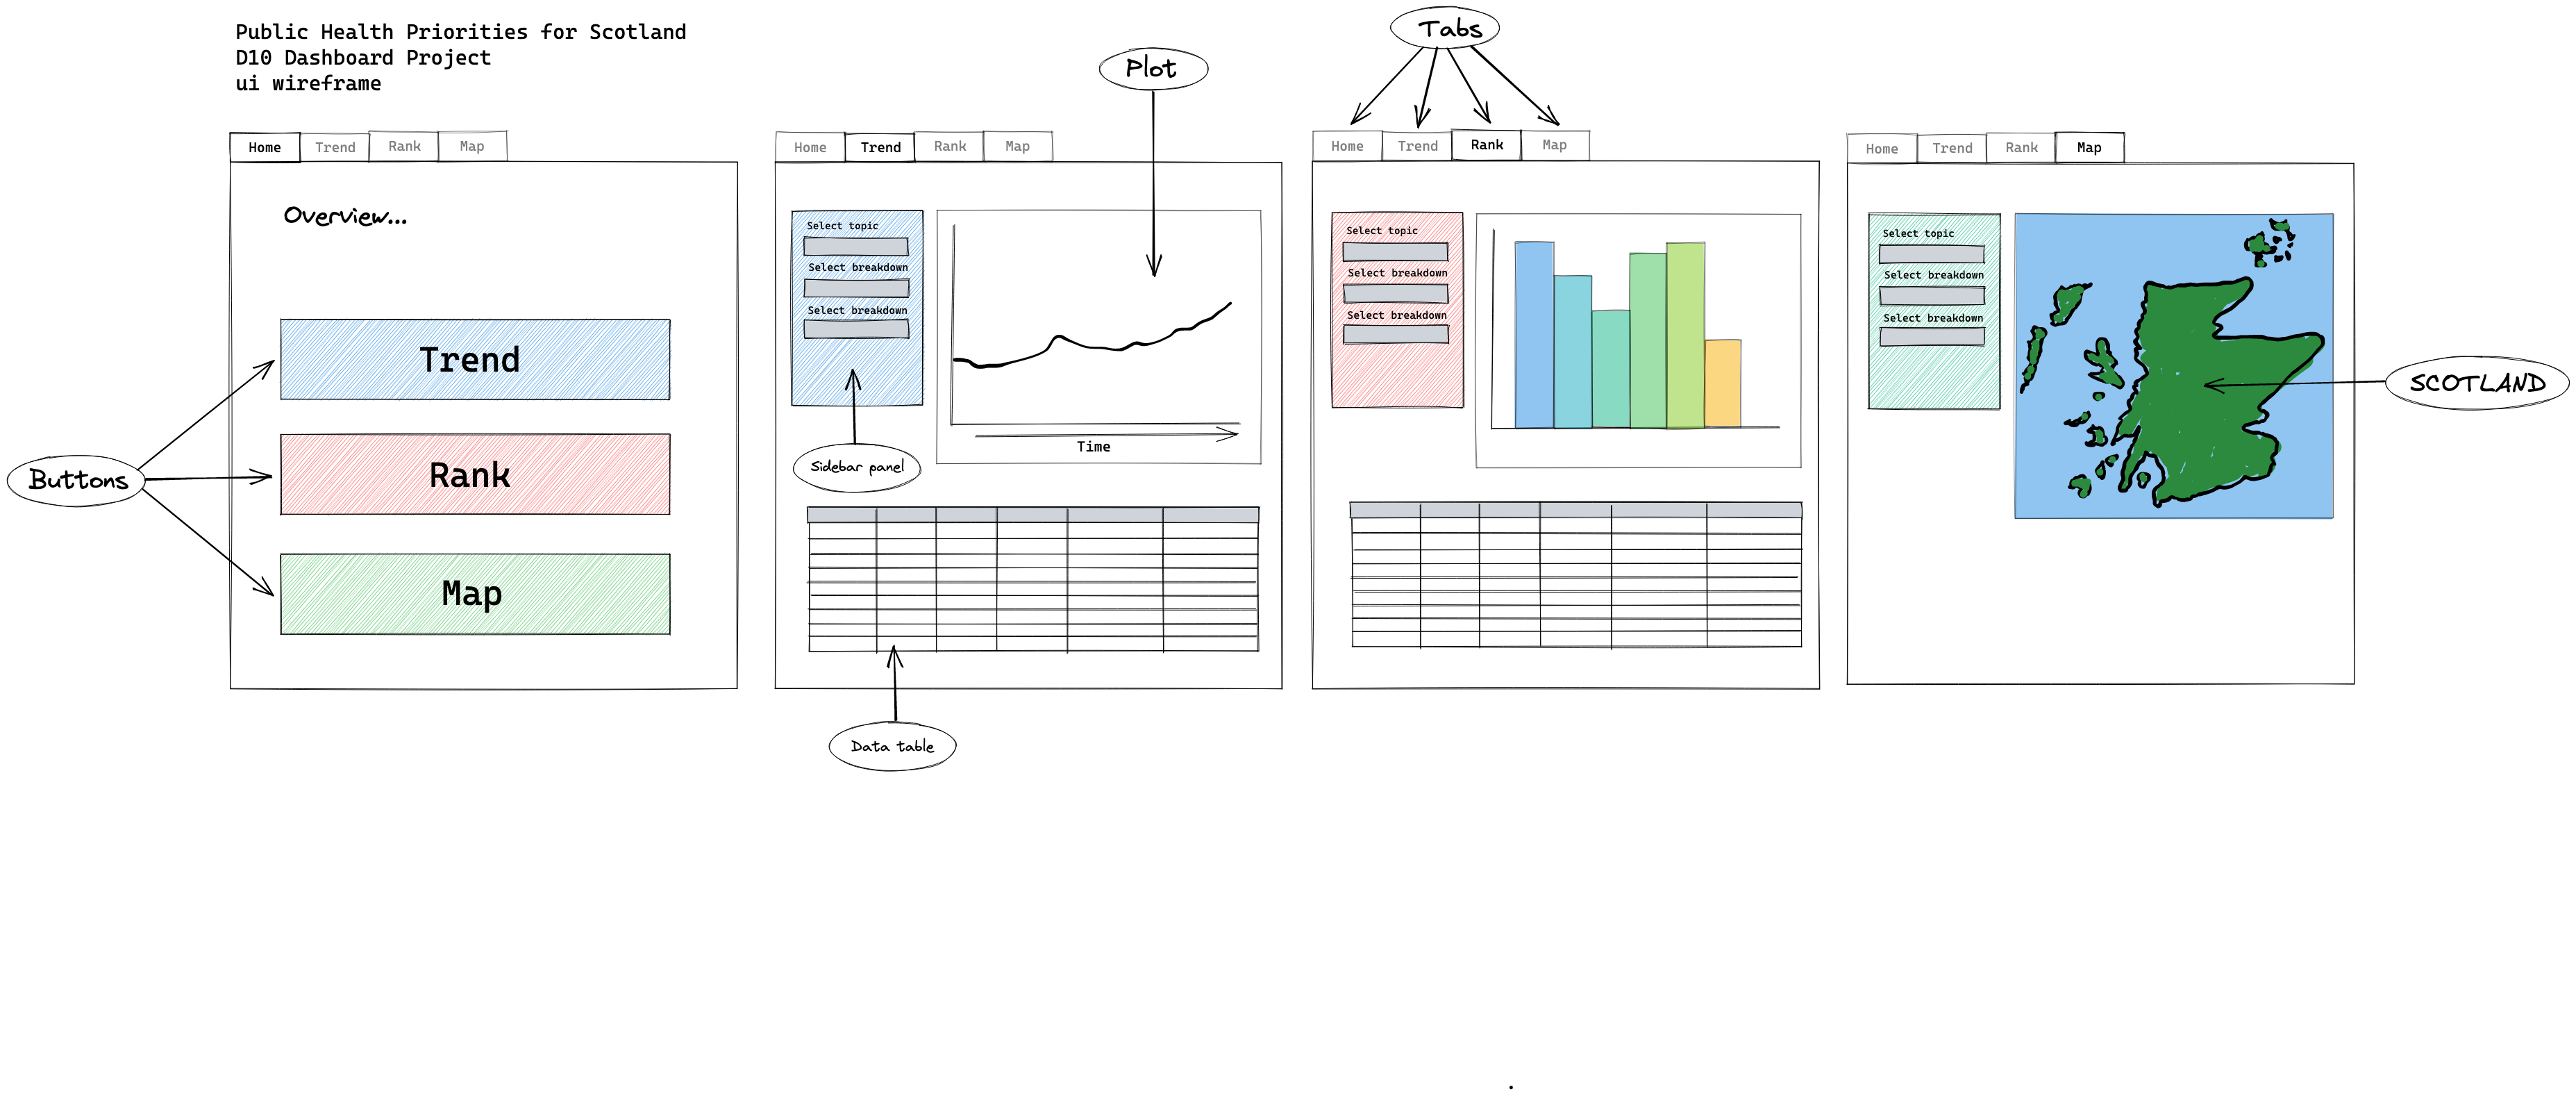 Public Health Priorities for Scotland
D10 Dashboard Project
ui wireframe
Buttons
Home Trend Rank Map
Overview...
Trend
Rank
Map
Plot
Home Trend Rank Map
Select topic
Select breakdown
Select breakdown
Time
Sidebar panel
Data table
Tabs
Home Trend Rank Map
Select topic
Select breakdown
Select breakdown
Home Trend Rank Map
Select topic
Select breakdown
Select breakdown
SCOTLAND